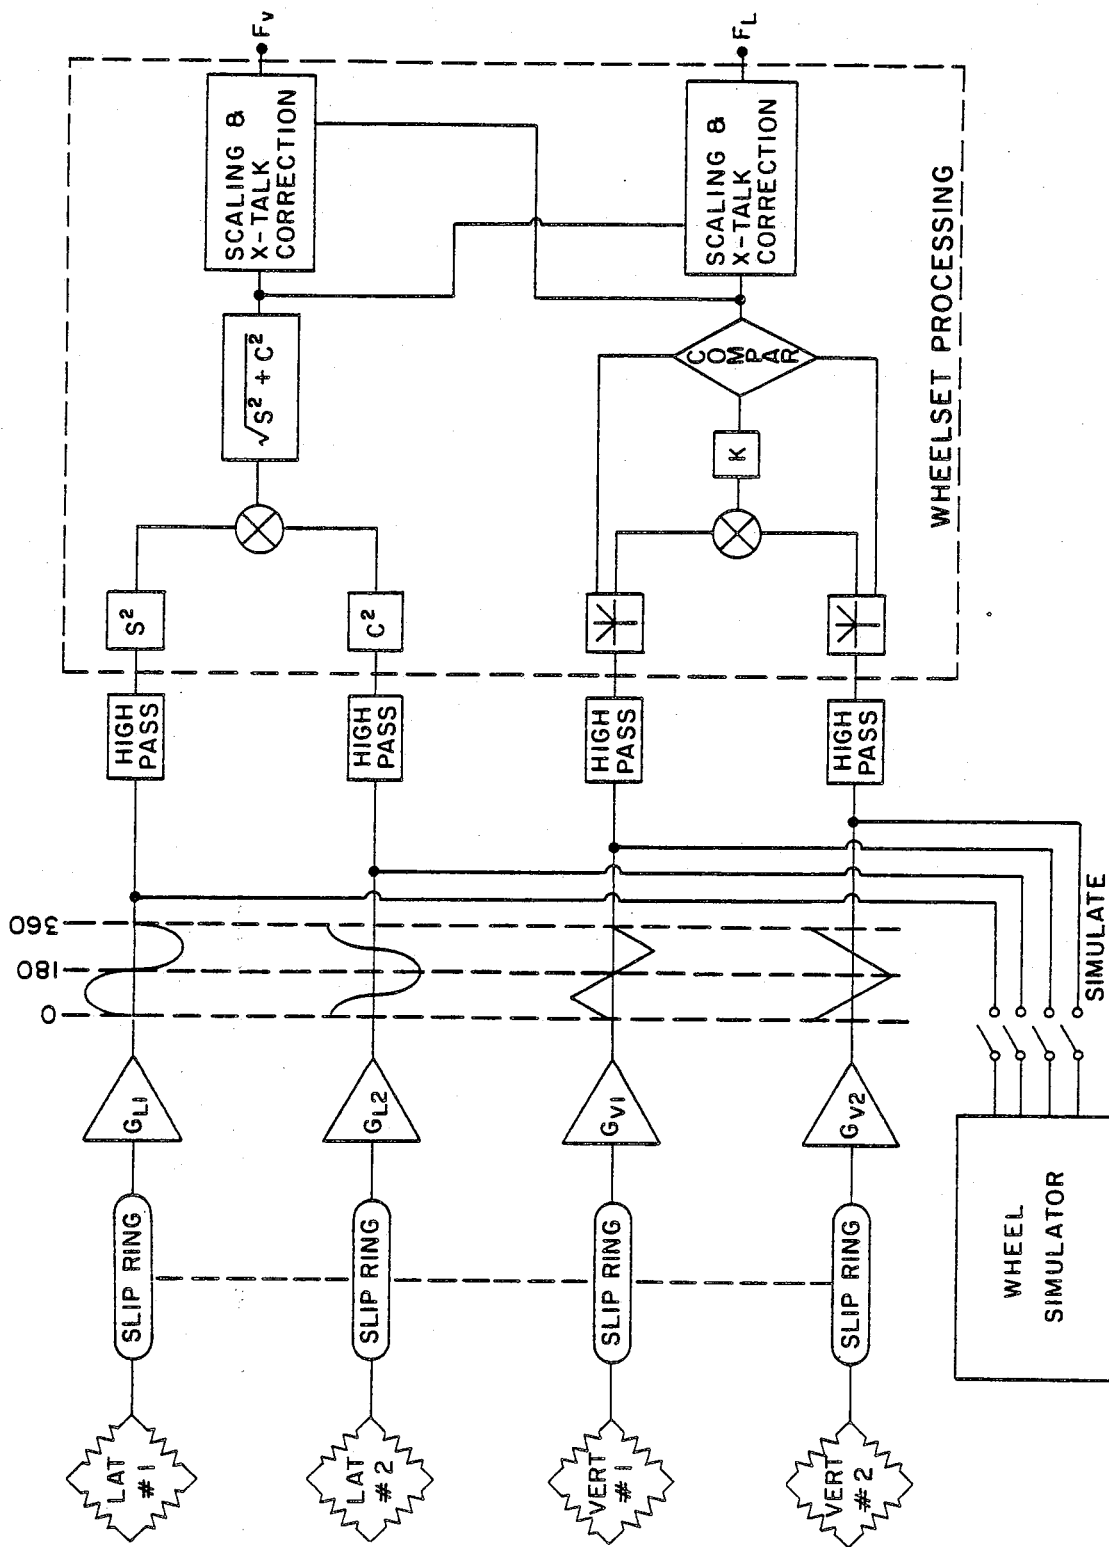 LAT
#1
SLIP RING
GL1
HIGH
PASS
S²
LAT
#2
SLIP RING
GL2
HIGH
PASS
C²
√S² + C²
SCALING &
X-TALK
CORRECTION
FV
VERT
#1
SLIP RING
GV1
HIGH
PASS
VERT
#2
SLIP RING
GV2
HIGH
PASS
K
COMPAR
SCALING &
X-TALK
CORRECTION
FL
0
180
360
WHEELSET PROCESSING
WHEEL
SIMULATOR
SIMULATE